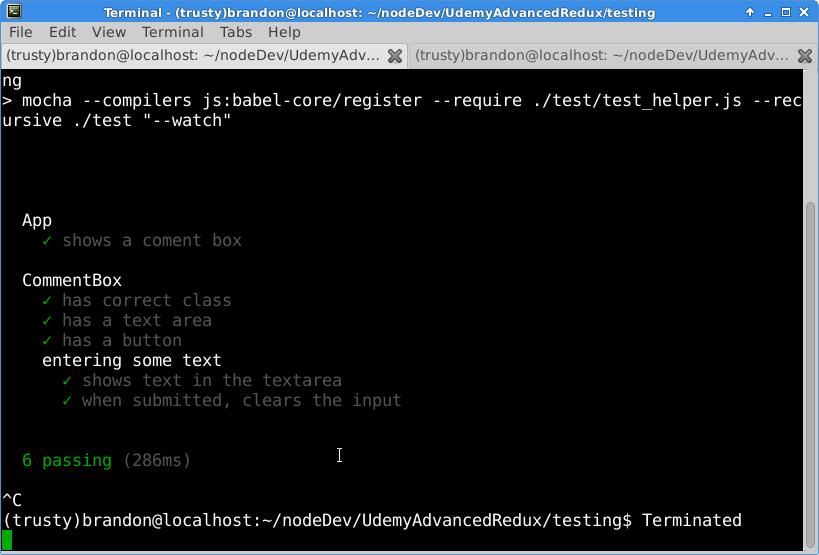 Terminal - (trusty)brandon@localhost: ~/nodeDev/UdemyAdvancedRedux/testing
File Edit View Terminal Tabs Help
(trusty)brandon@localhost: ~/nodeDev/UdemyAdv... (trusty)brandon@localhost: ~/nodeDev/UdemyAdv...
ng
> mocha --compilers js:babel-core/register --require ./test/test_helper.js --rec
ursive ./test "--watch"
App
✓ shows a coment box
CommentBox
✓ has correct class
✓ has a text area
✓ has a button
entering some text
✓ shows text in the textarea
✓ when submitted, clears the input
6 passing (286ms)
^C
(trusty)brandon@localhost:~/nodeDev/UdemyAdvancedRedux/testing$ Terminated